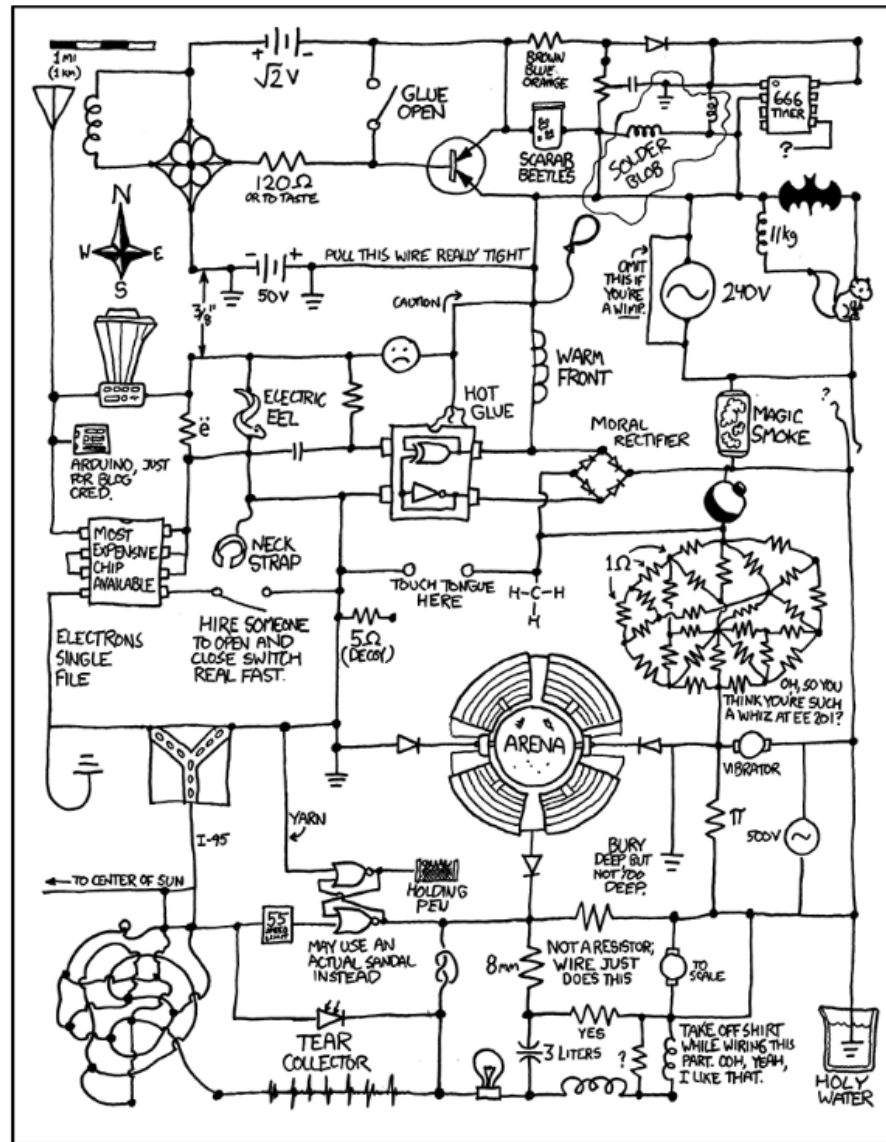 1 MI
(1 KM)
+ -
√2 V
GLUE
OPEN
BROWN
BLUE
ORANGE
666
TIMER
?
SCARAB
BEETLES
SOLDER
BLOB
120Ω
OR TO TASTE
N
W E
S
- +
50V
PULL THIS WIRE REALLY TIGHT
3/8"
CAUTION
OMIT
THIS IF
YOU'RE
A WIMP.
240V
11kg
2
ELECTRIC
EEL
HOT
GLUE
WARM
FRONT
MORAL
RECTIFIER
MAGIC
SMOKE
?
ë
ARDUINO, JUST
FOR BLOG
CRED.
MOST
EXPENSIVE
CHIP
AVAILABLE
NECK
STRAP
TOUCH TONGUE
HERE
H-C-H
H
1Ω
HIRE SOMEONE
TO OPEN AND
CLOSE SWITCH
REAL FAST.
5Ω
(DECOY)
ELECTRONS
SINGLE
FILE
OH, SO YOU
THINK YOU'RE SUCH
A WHIZ AT EE 201?
ARENA
VIBRATOR
π
500V
BURY
DEEP, BUT
NOT TOO
DEEP.
I-95
YARN
TO CENTER OF SUN
HOLDING
PEN
55
SPEED
LIMIT
MAY USE AN
ACTUAL SANDAL
INSTEAD
NOT A RESISTOR;
WIRE JUST
DOES THIS
8mm
TO
SCALE
YES
TEAR
COLLECTOR
3 LITERS
?
TAKE OFF SHIRT
WHILE WIRING THIS
PART. OOH, YEAH,
I LIKE THAT.
HOLY
WATER